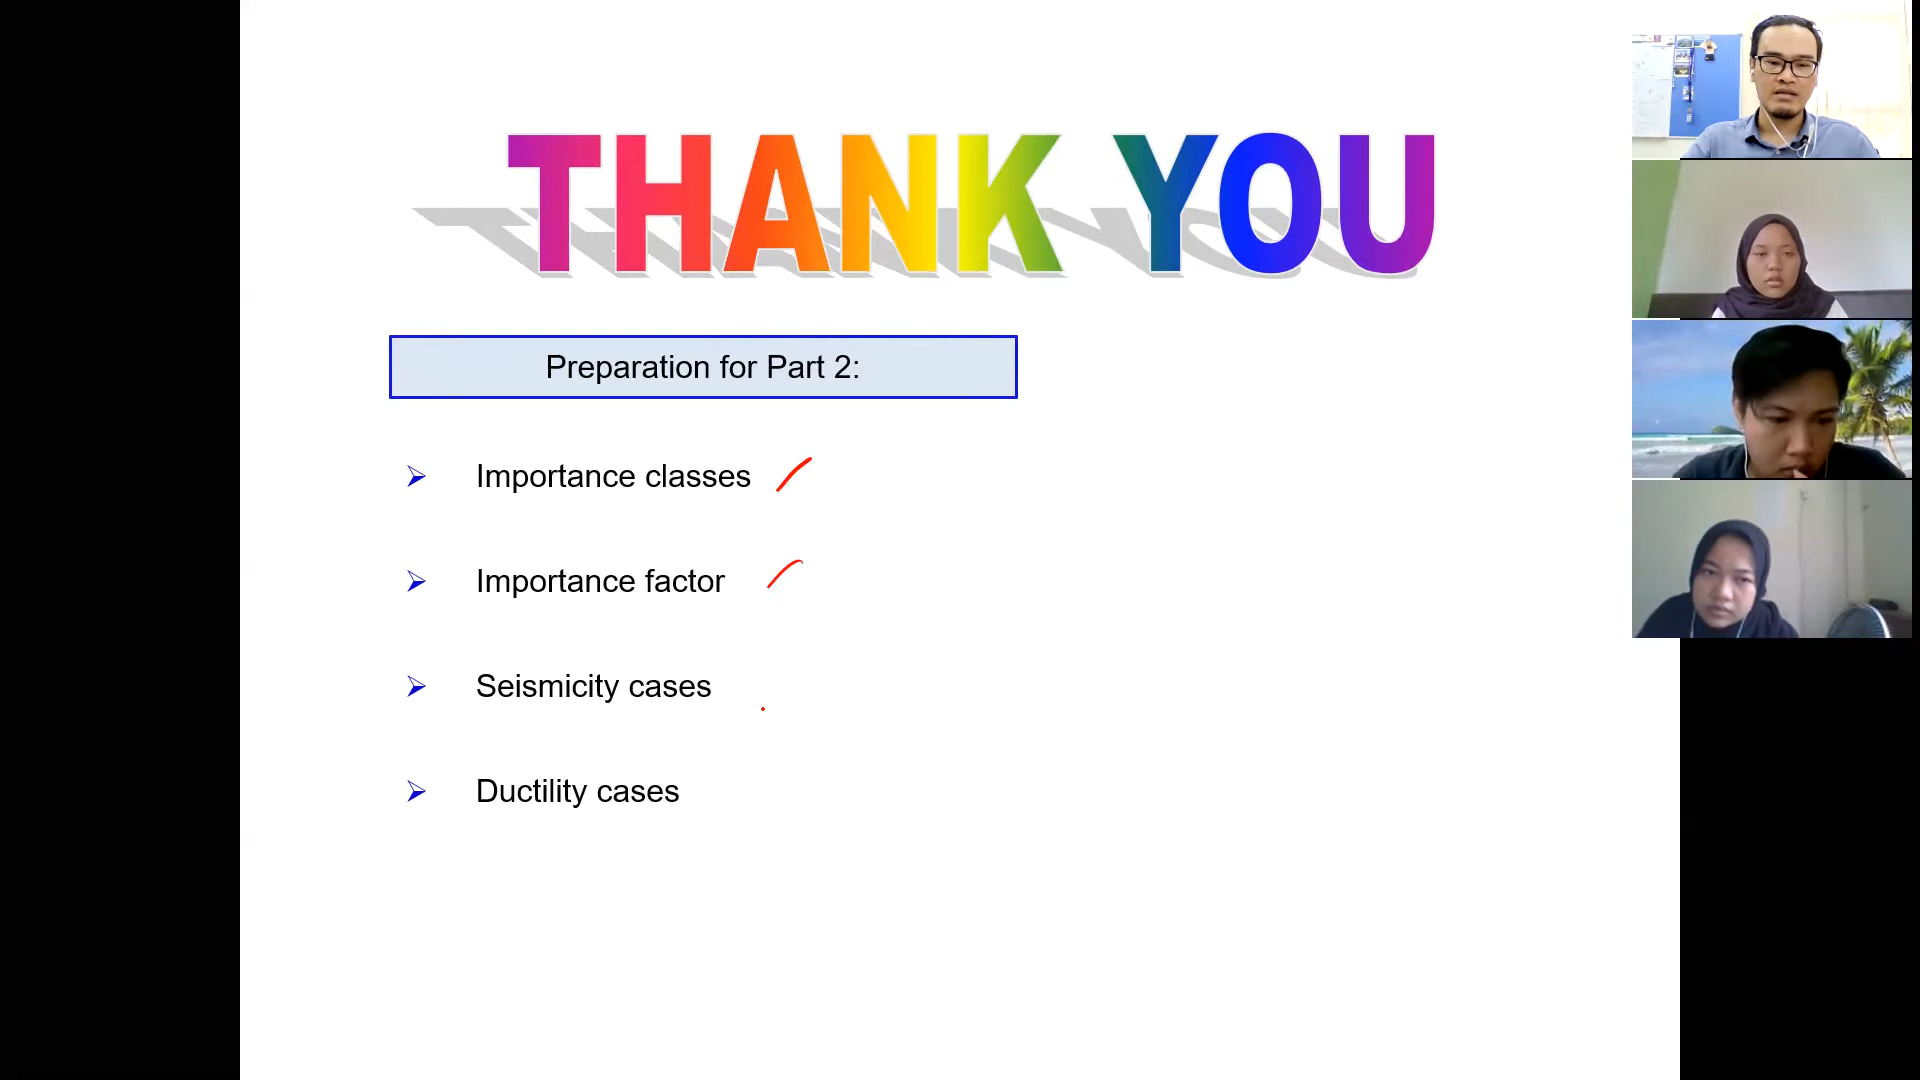 THANK YOU
Preparation for Part 2:
Importance classes
Importance factor
Seismicity cases
Ductility cases